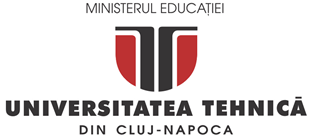 MINISTERUL EDUCAȚIEI
UNIVERSITATEA TEHNICĂ
DIN CLUJ-NAPOCA